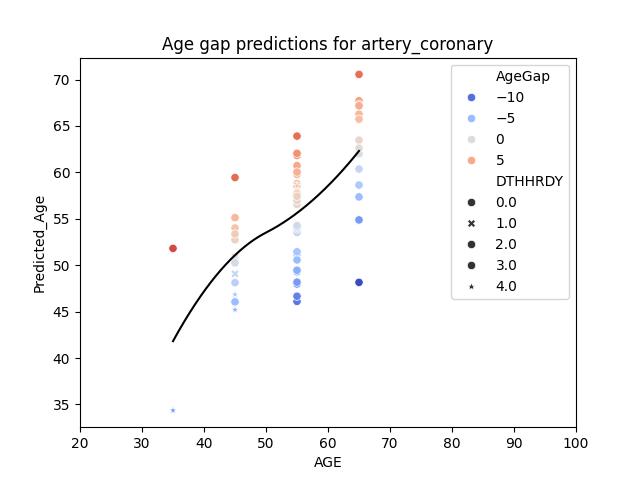 Age gap predictions for artery_coronary
Predicted_Age
70
65
60
55
50
45
40
35
20 30 40 50 60 70 80 90 100
AGE
AgeGap
−10
−5
0
5
DTHHRDY
0.0
1.0
2.0
3.0
4.0